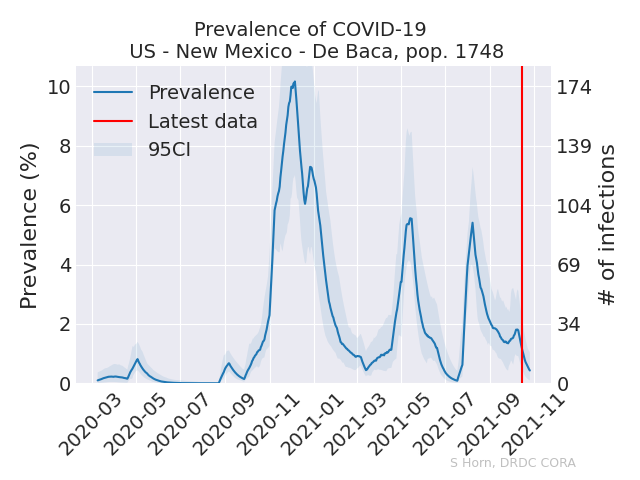 Prevalence of COVID-19
US - New Mexico - De Baca, pop. 1748
Prevalence
Latest data
95CI
Prevalence (%)
10
8
6
4
2
0
174
139
104
69
34
0
# of infections
2020-03
2020-05
2020-07
2020-09
2020-11
2021-01
2021-03
2021-05
2021-07
2021-09
2021-11
S Horn, DRDC CORA